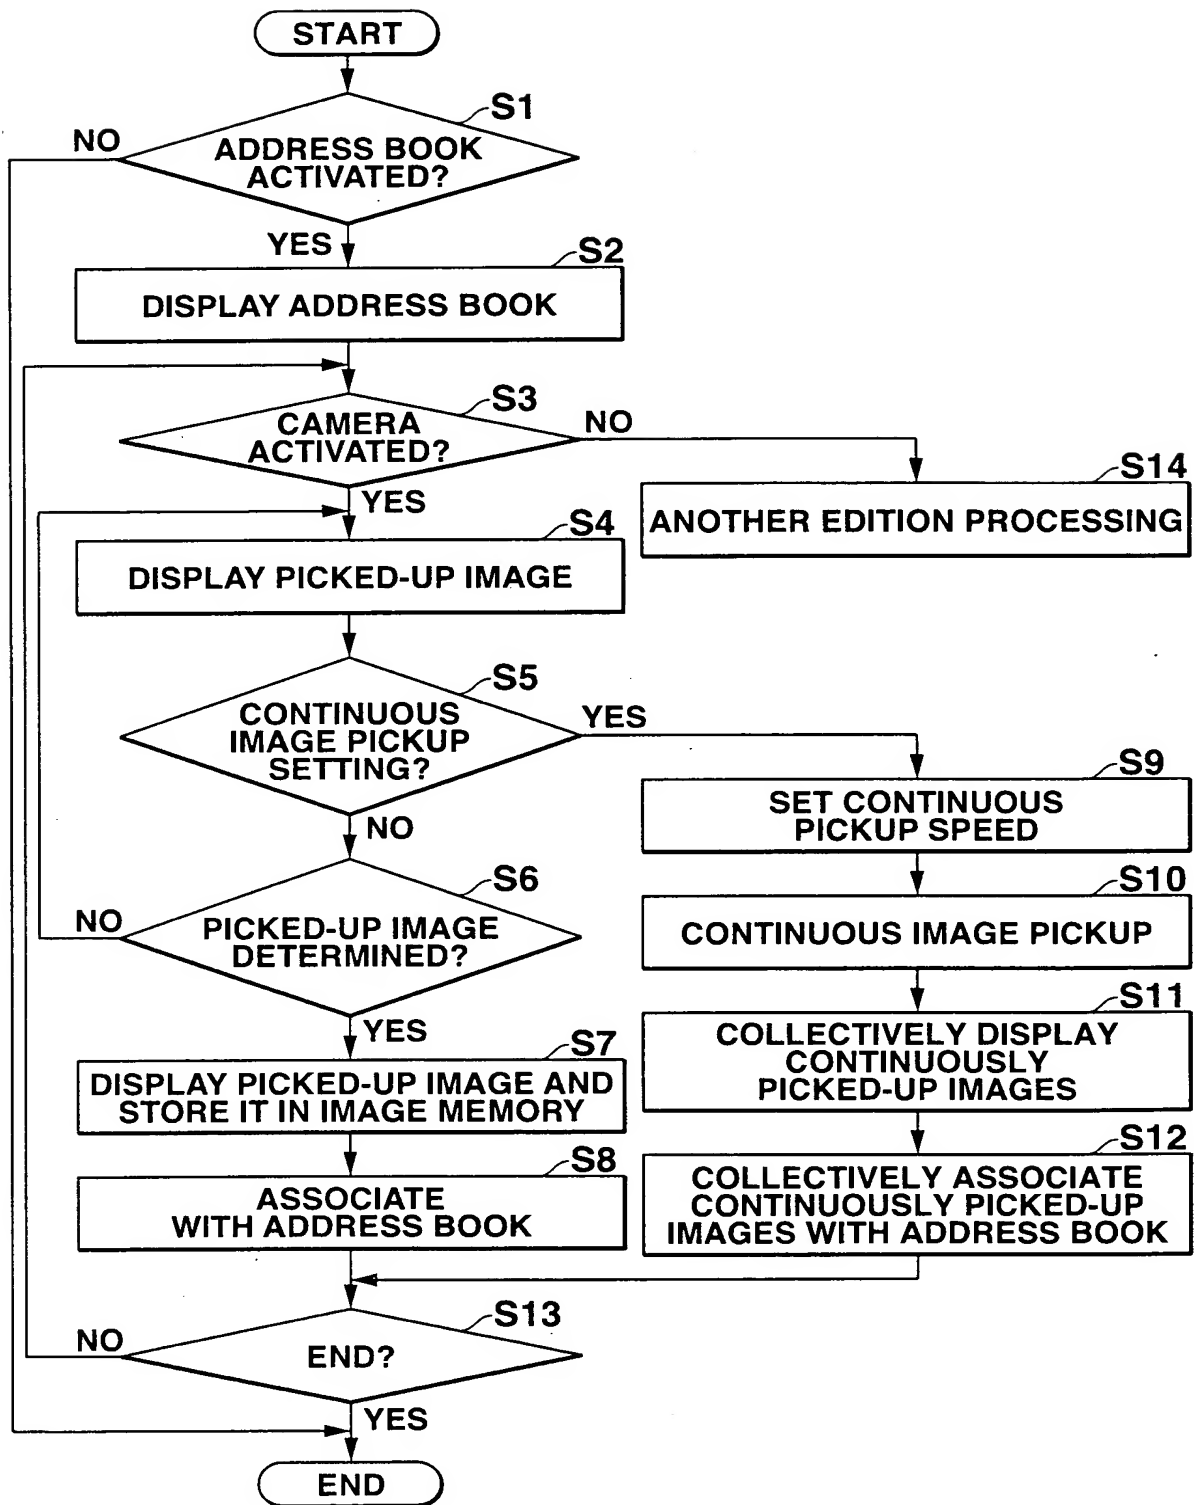 START
S1
NO
ADDRESS BOOK
ACTIVATED?
YES
S2
DISPLAY ADDRESS BOOK
S3
CAMERA
ACTIVATED?
NO
YES
S14
ANOTHER EDITION PROCESSING
S4
DISPLAY PICKED-UP IMAGE
S5
CONTINUOUS
IMAGE PICKUP
SETTING?
YES
NO
S9
SET CONTINUOUS
PICKUP SPEED
S6
NO
PICKED-UP IMAGE
DETERMINED?
YES
S10
CONTINUOUS IMAGE PICKUP
S7
DISPLAY PICKED-UP IMAGE AND
STORE IT IN IMAGE MEMORY
S11
COLLECTIVELY DISPLAY
CONTINUOUSLY
PICKED-UP IMAGES
S8
ASSOCIATE
WITH ADDRESS BOOK
S12
COLLECTIVELY ASSOCIATE
CONTINUOUSLY PICKED-UP
IMAGES WITH ADDRESS BOOK
S13
NO
END?
YES
END